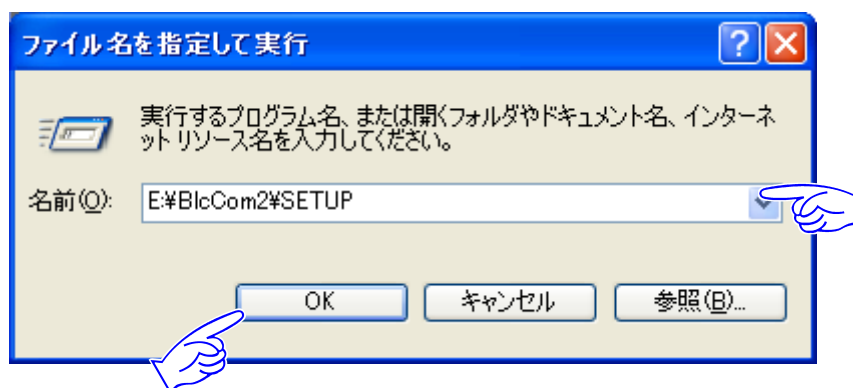 ファイル名を指定して実行
実行するプログラム名、または開くフォルダやドキュメント名、インターネ
ット リソース名を入力してください。
名前(O): E:¥BlcCom2¥SETUP
OK キャンセル 参照(B)...